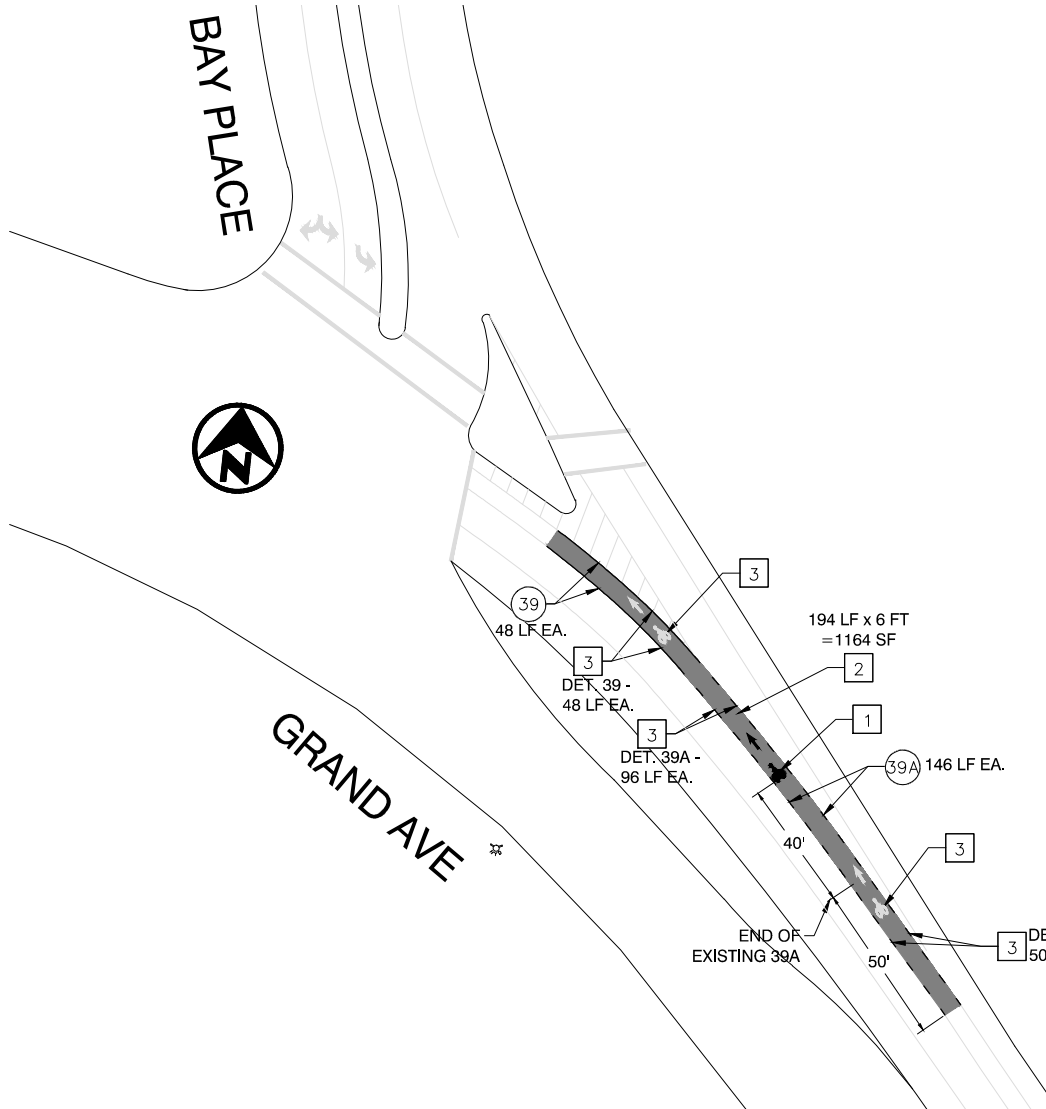 BAY PLACE
N
3
39
48 LF EA.
194 LF x 6 FT
=1164 SF
3
2
DET. 39 -
48 LF EA.
1
3
DET. 39A -
96 LF EA.
39A
146 LF EA.
GRAND AVE
40'
3
END OF
EXISTING 39A
50'
3
DE
50